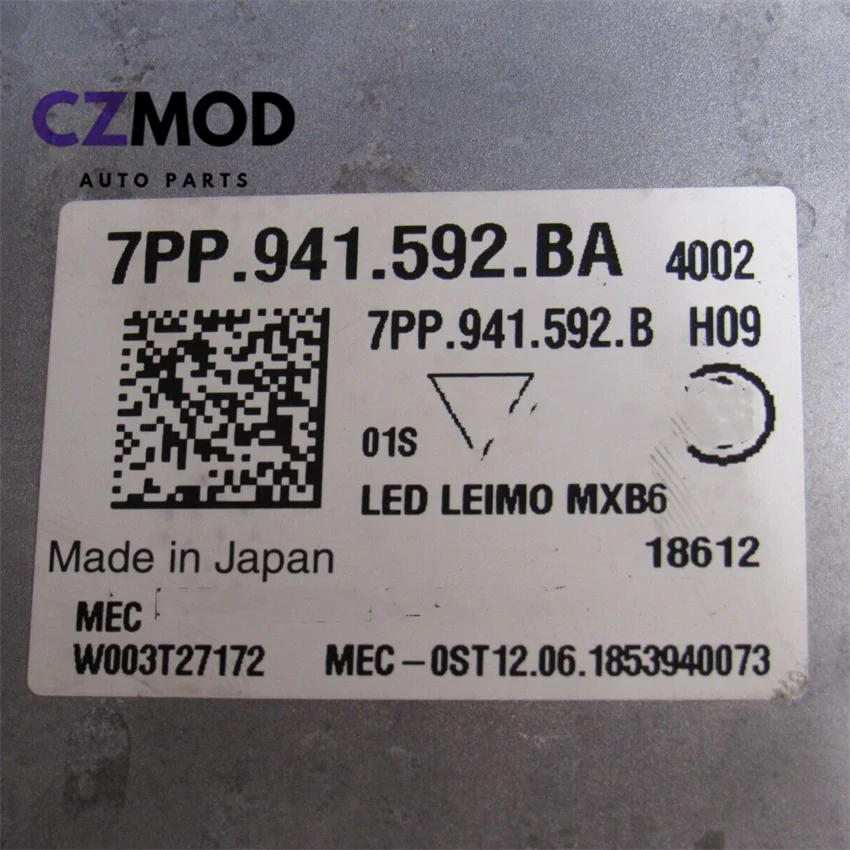 CZMOD
AUTO PARTS
7PP.941.592.BA 4002
7PP.941.592.B H09
01S
LED LEIMO MXB6
Made in Japan 18612
MEC
W003T27172 MEC-0ST12.06.1853940073